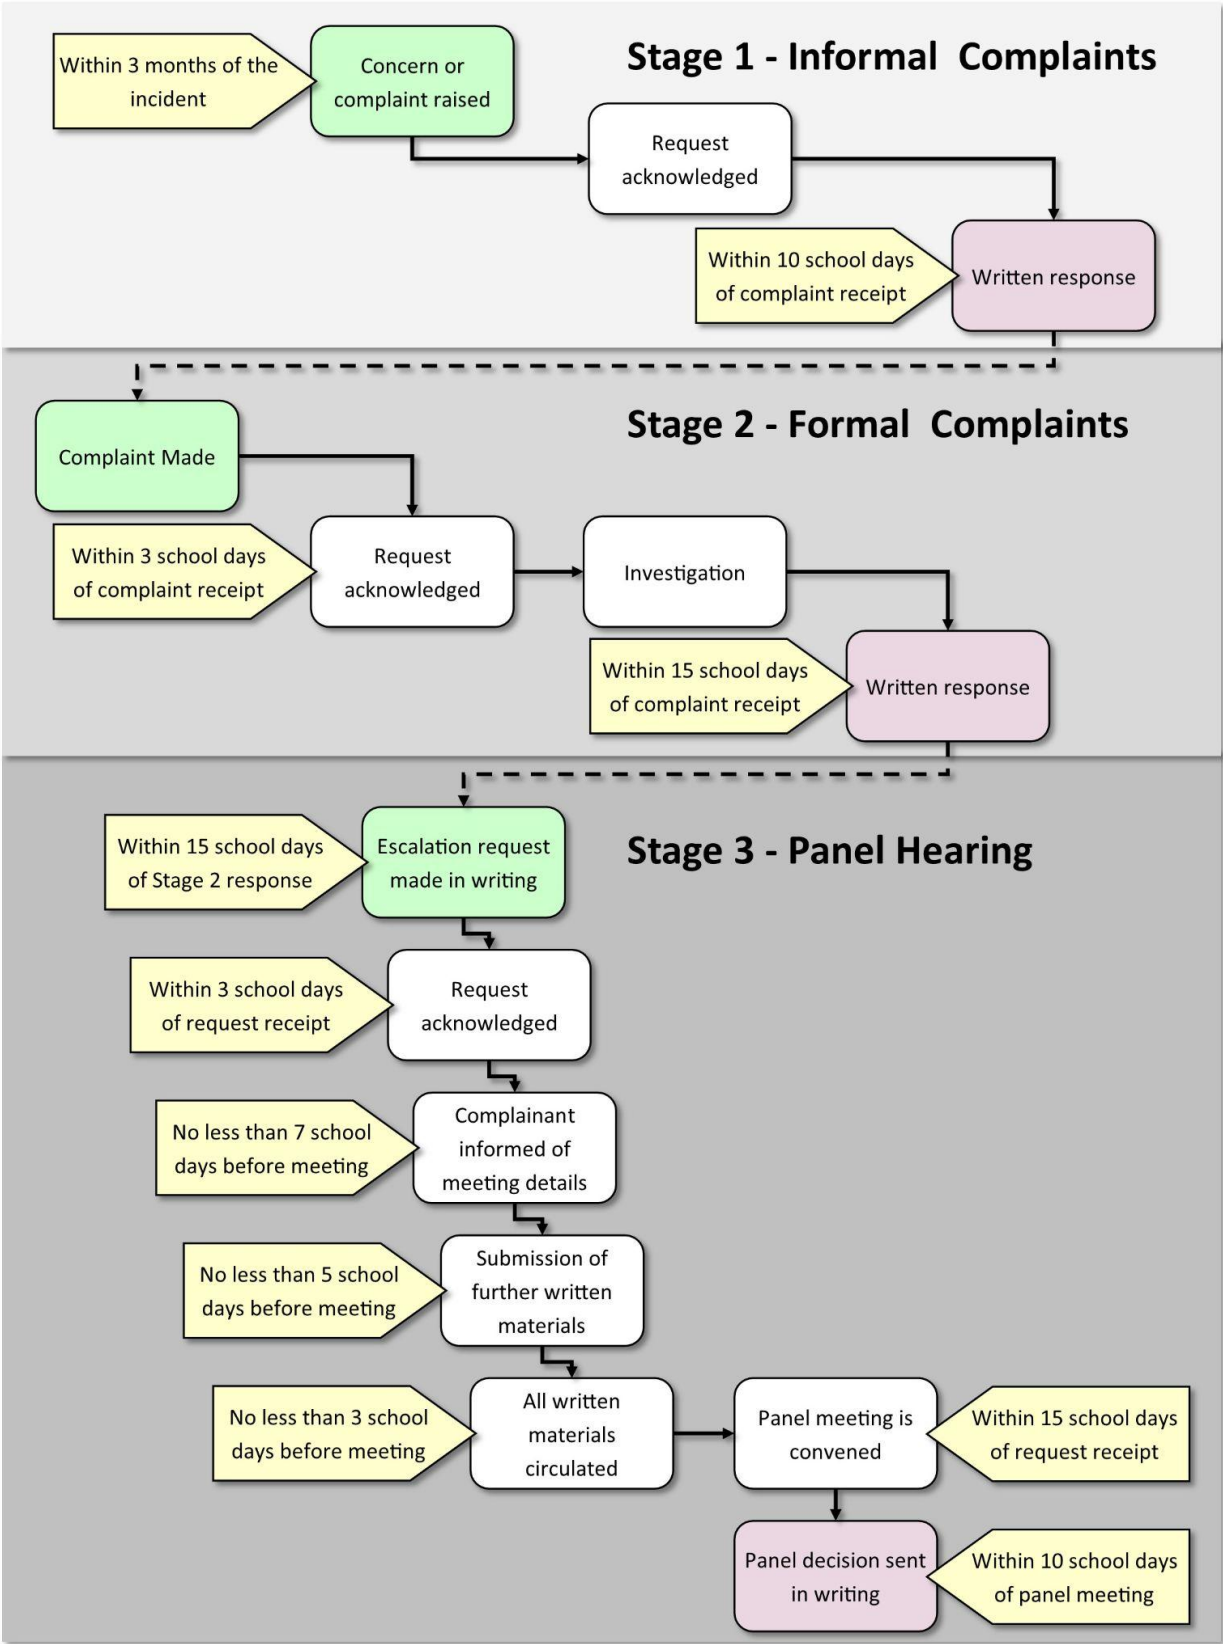 Stage 1 - Informal  Complaints
Within 3 months of the
incident
Concern or
complaint raised
Request
acknowledged
Within 10 school days
of complaint receipt
Written response
Stage 2 - Formal  Complaints
Complaint Made
Within 3 school days
of complaint receipt
Request
acknowledged
Investigation
Within 15 school days
of complaint receipt
Written response
Stage 3 - Panel Hearing
Within 15 school days
of Stage 2 response
Escalation request
made in writing
Within 3 school days
of request receipt
Request
acknowledged
No less than 7 school
days before meeting
Complainant
informed of
meeting details
No less than 5 school
days before meeting
Submission of
further written
materials
No less than 3 school
days before meeting
All written
materials
circulated
Panel meeting is
convened
Within 15 school days
of request receipt
Panel decision sent
in writing
Within 10 school days
of panel meeting